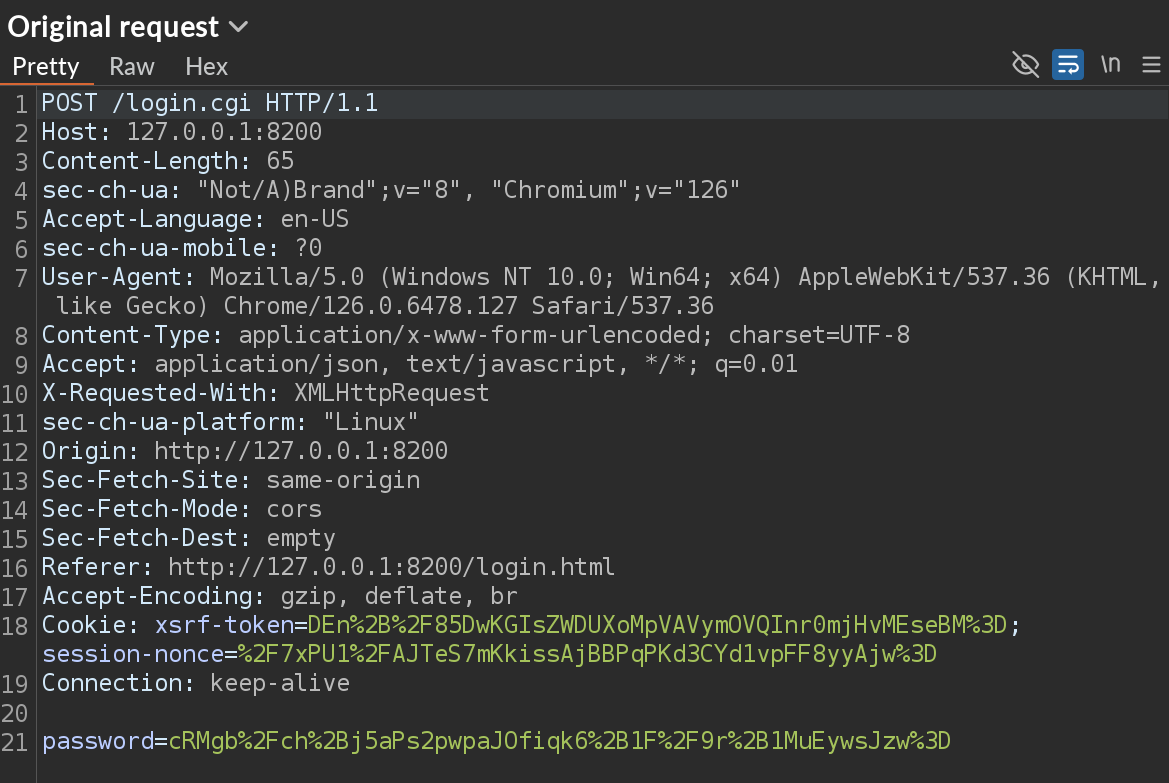 Original request
Pretty Raw Hex \n
1 POST /login.cgi HTTP/1.1
2 Host: 127.0.0.1:8200
3 Content-Length: 65
4 sec-ch-ua: "Not/A)Brand";v="8", "Chromium";v="126"
5 Accept-Language: en-US
6 sec-ch-ua-mobile: ?0
7 User-Agent: Mozilla/5.0 (Windows NT 10.0; Win64; x64) AppleWebKit/537.36 (KHTML,
like Gecko) Chrome/126.0.6478.127 Safari/537.36
8 Content-Type: application/x-www-form-urlencoded; charset=UTF-8
9 Accept: application/json, text/javascript, */*; q=0.01
10 X-Requested-With: XMLHttpRequest
11 sec-ch-ua-platform: "Linux"
12 Origin: http://127.0.0.1:8200
13 Sec-Fetch-Site: same-origin
14 Sec-Fetch-Mode: cors
15 Sec-Fetch-Dest: empty
16 Referer: http://127.0.0.1:8200/login.html
17 Accept-Encoding: gzip, deflate, br
18 Cookie: xsrf-token=DEn%2B%2F85DwKGIsZWDUXoMpVAVymOVQInr0mjHvMEseBM%3D;
session-nonce=%2F7xPU1%2FAJTeS7mKkissAjBBPqPKd3CYd1vpFF8yyAjw%3D
19 Connection: keep-alive
20
21 password=cRMgb%2Fch%2Bj5aPs2pwpaJOfiqk6%2B1F%2F9r%2B1MuEywsJzw%3D